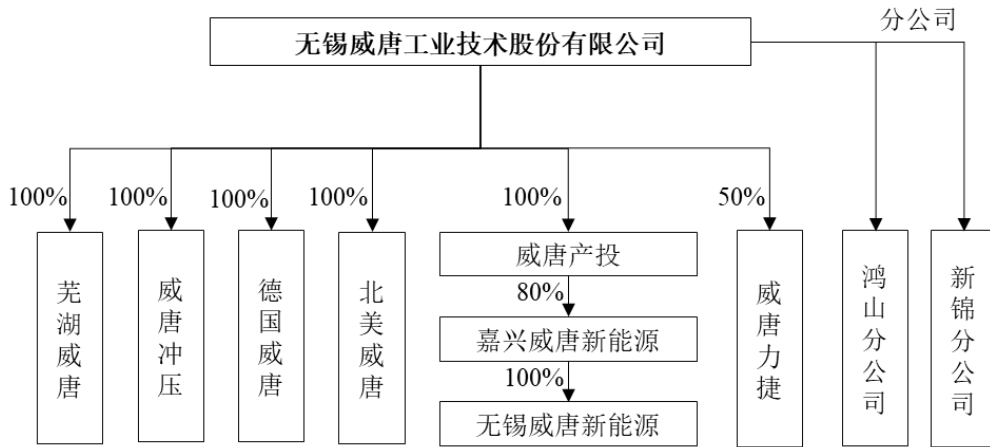 分公司
无锡威唐工业技术股份有限公司
100%
100%
100%
100%
100%
50%
芜湖威唐
威唐冲压
德国威唐
北美威唐
威唐产投
80%
嘉兴威唐新能源
100%
无锡威唐新能源
威唐力捷
鸿山分公司
新锦分公司